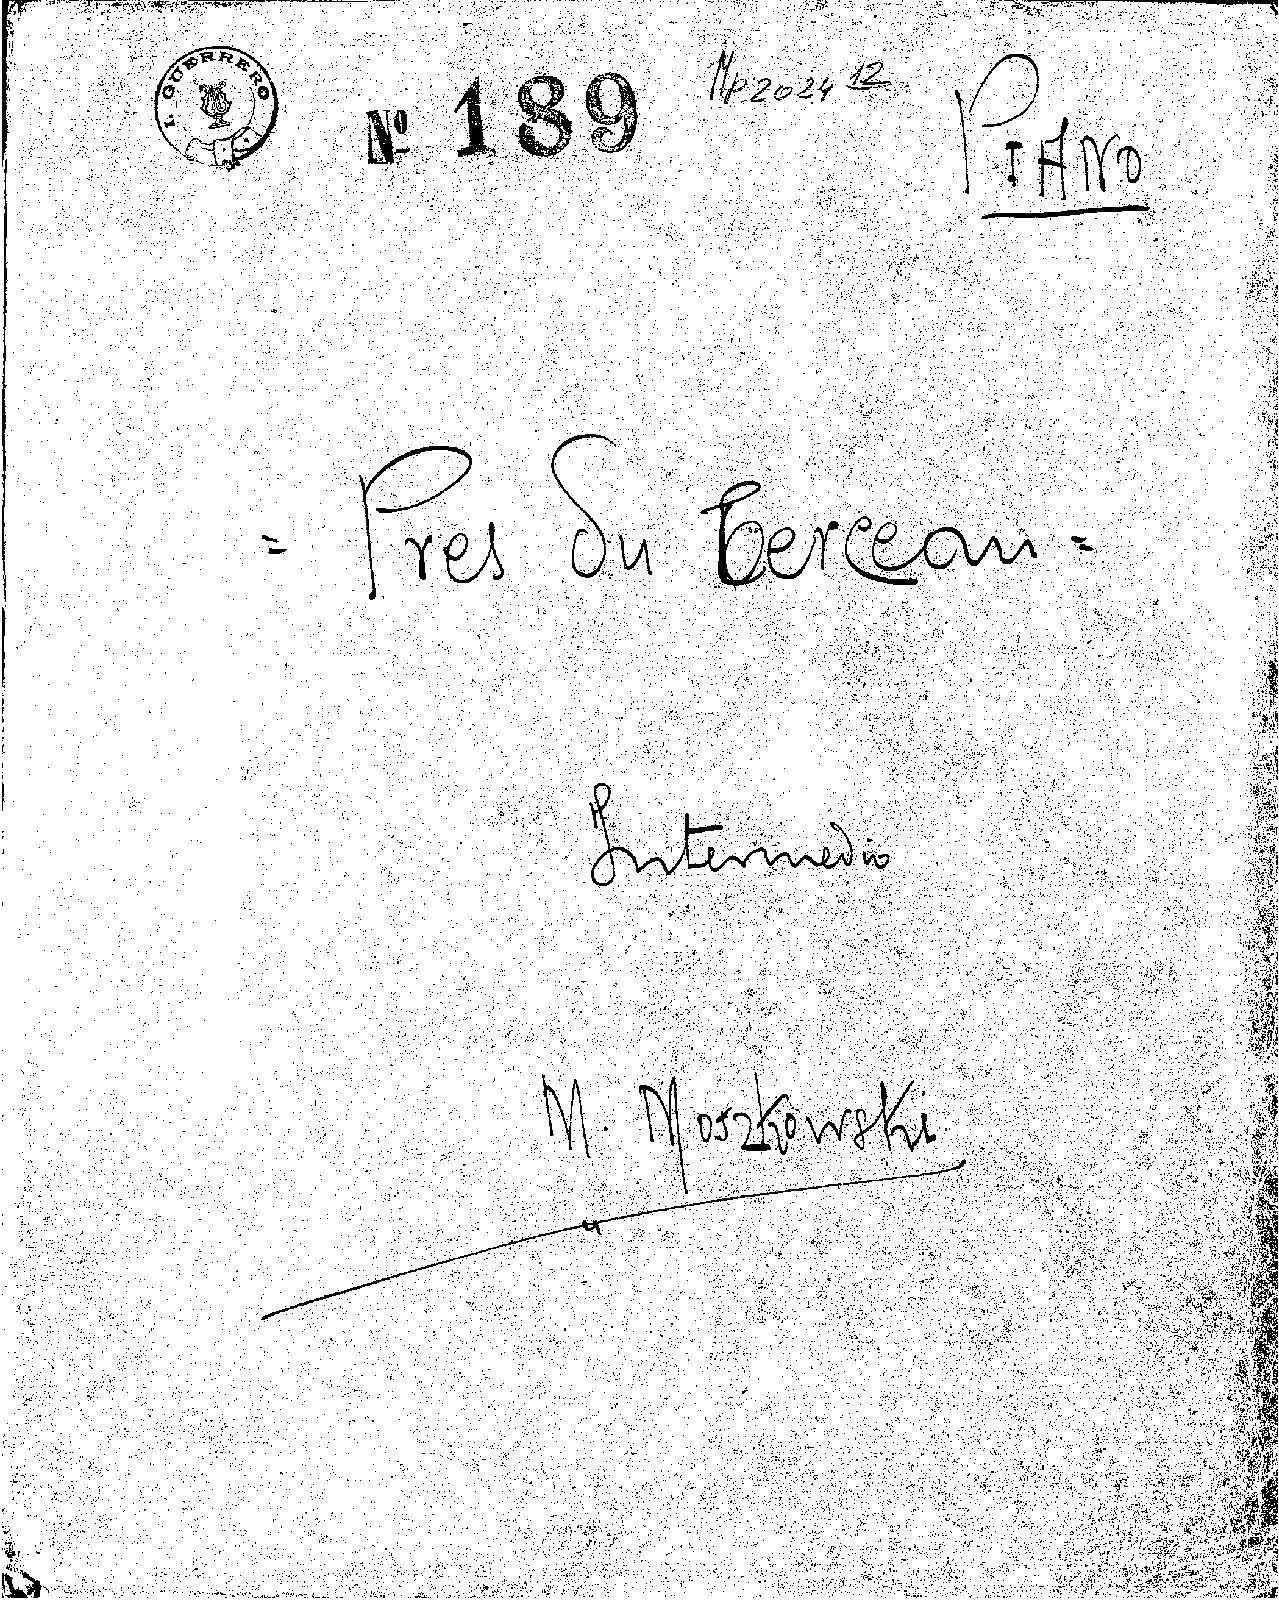 I. GUERRERO
Nº 189
Mp 2024 12
PIANO
= Pres du berceau =
Intermedio
M. Moszkowski